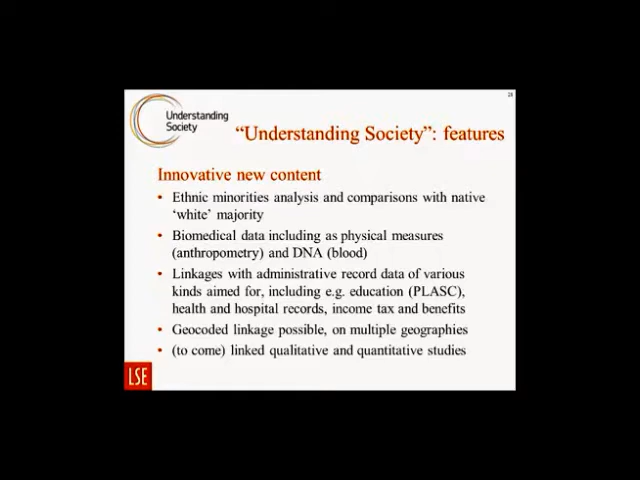 28
Understanding
Society
“Understanding Society”: features
Innovative new content
• Ethnic minorities analysis and comparisons with native
‘white’ majority
• Biomedical data including as physical measures
(anthropometry) and DNA (blood)
• Linkages with administrative record data of various
kinds aimed for, including e.g. education (PLASC),
health and hospital records, income tax and benefits
• Geocoded linkage possible, on multiple geographies
• (to come) linked qualitative and quantitative studies
LSE